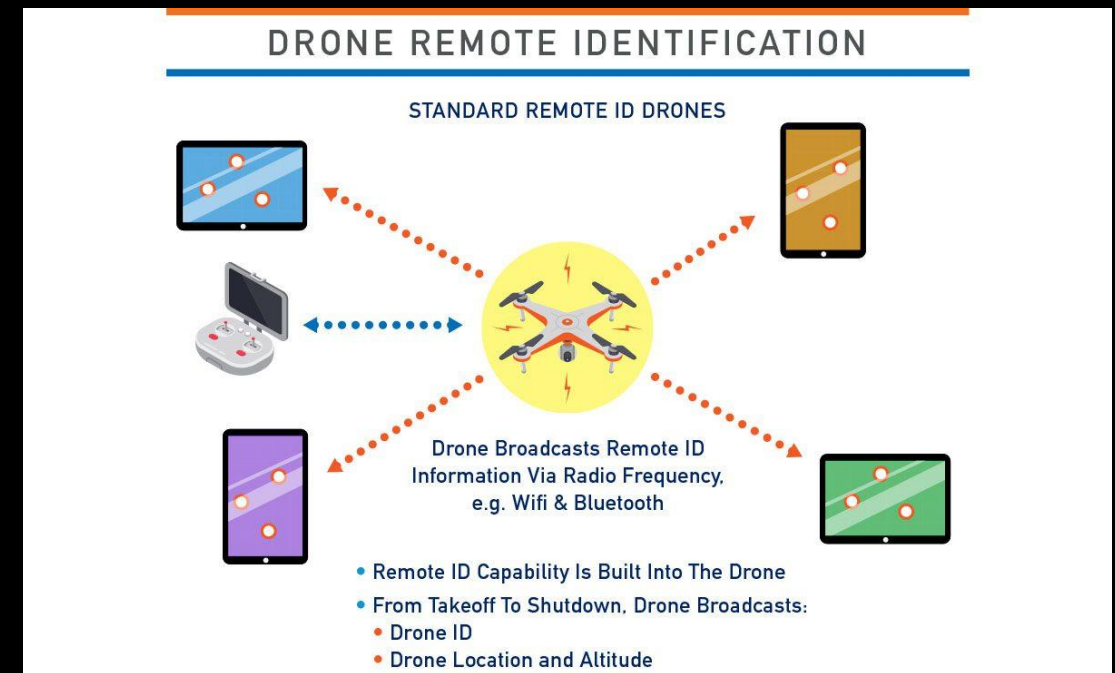 DRONE REMOTE IDENTIFICATION
STANDARD REMOTE ID DRONES
Drone Broadcasts Remote ID
Information Via Radio Frequency,
e.g. Wifi & Bluetooth
• Remote ID Capability Is Built Into The Drone
• From Takeoff To Shutdown, Drone Broadcasts:
• Drone ID
• Drone Location and Altitude